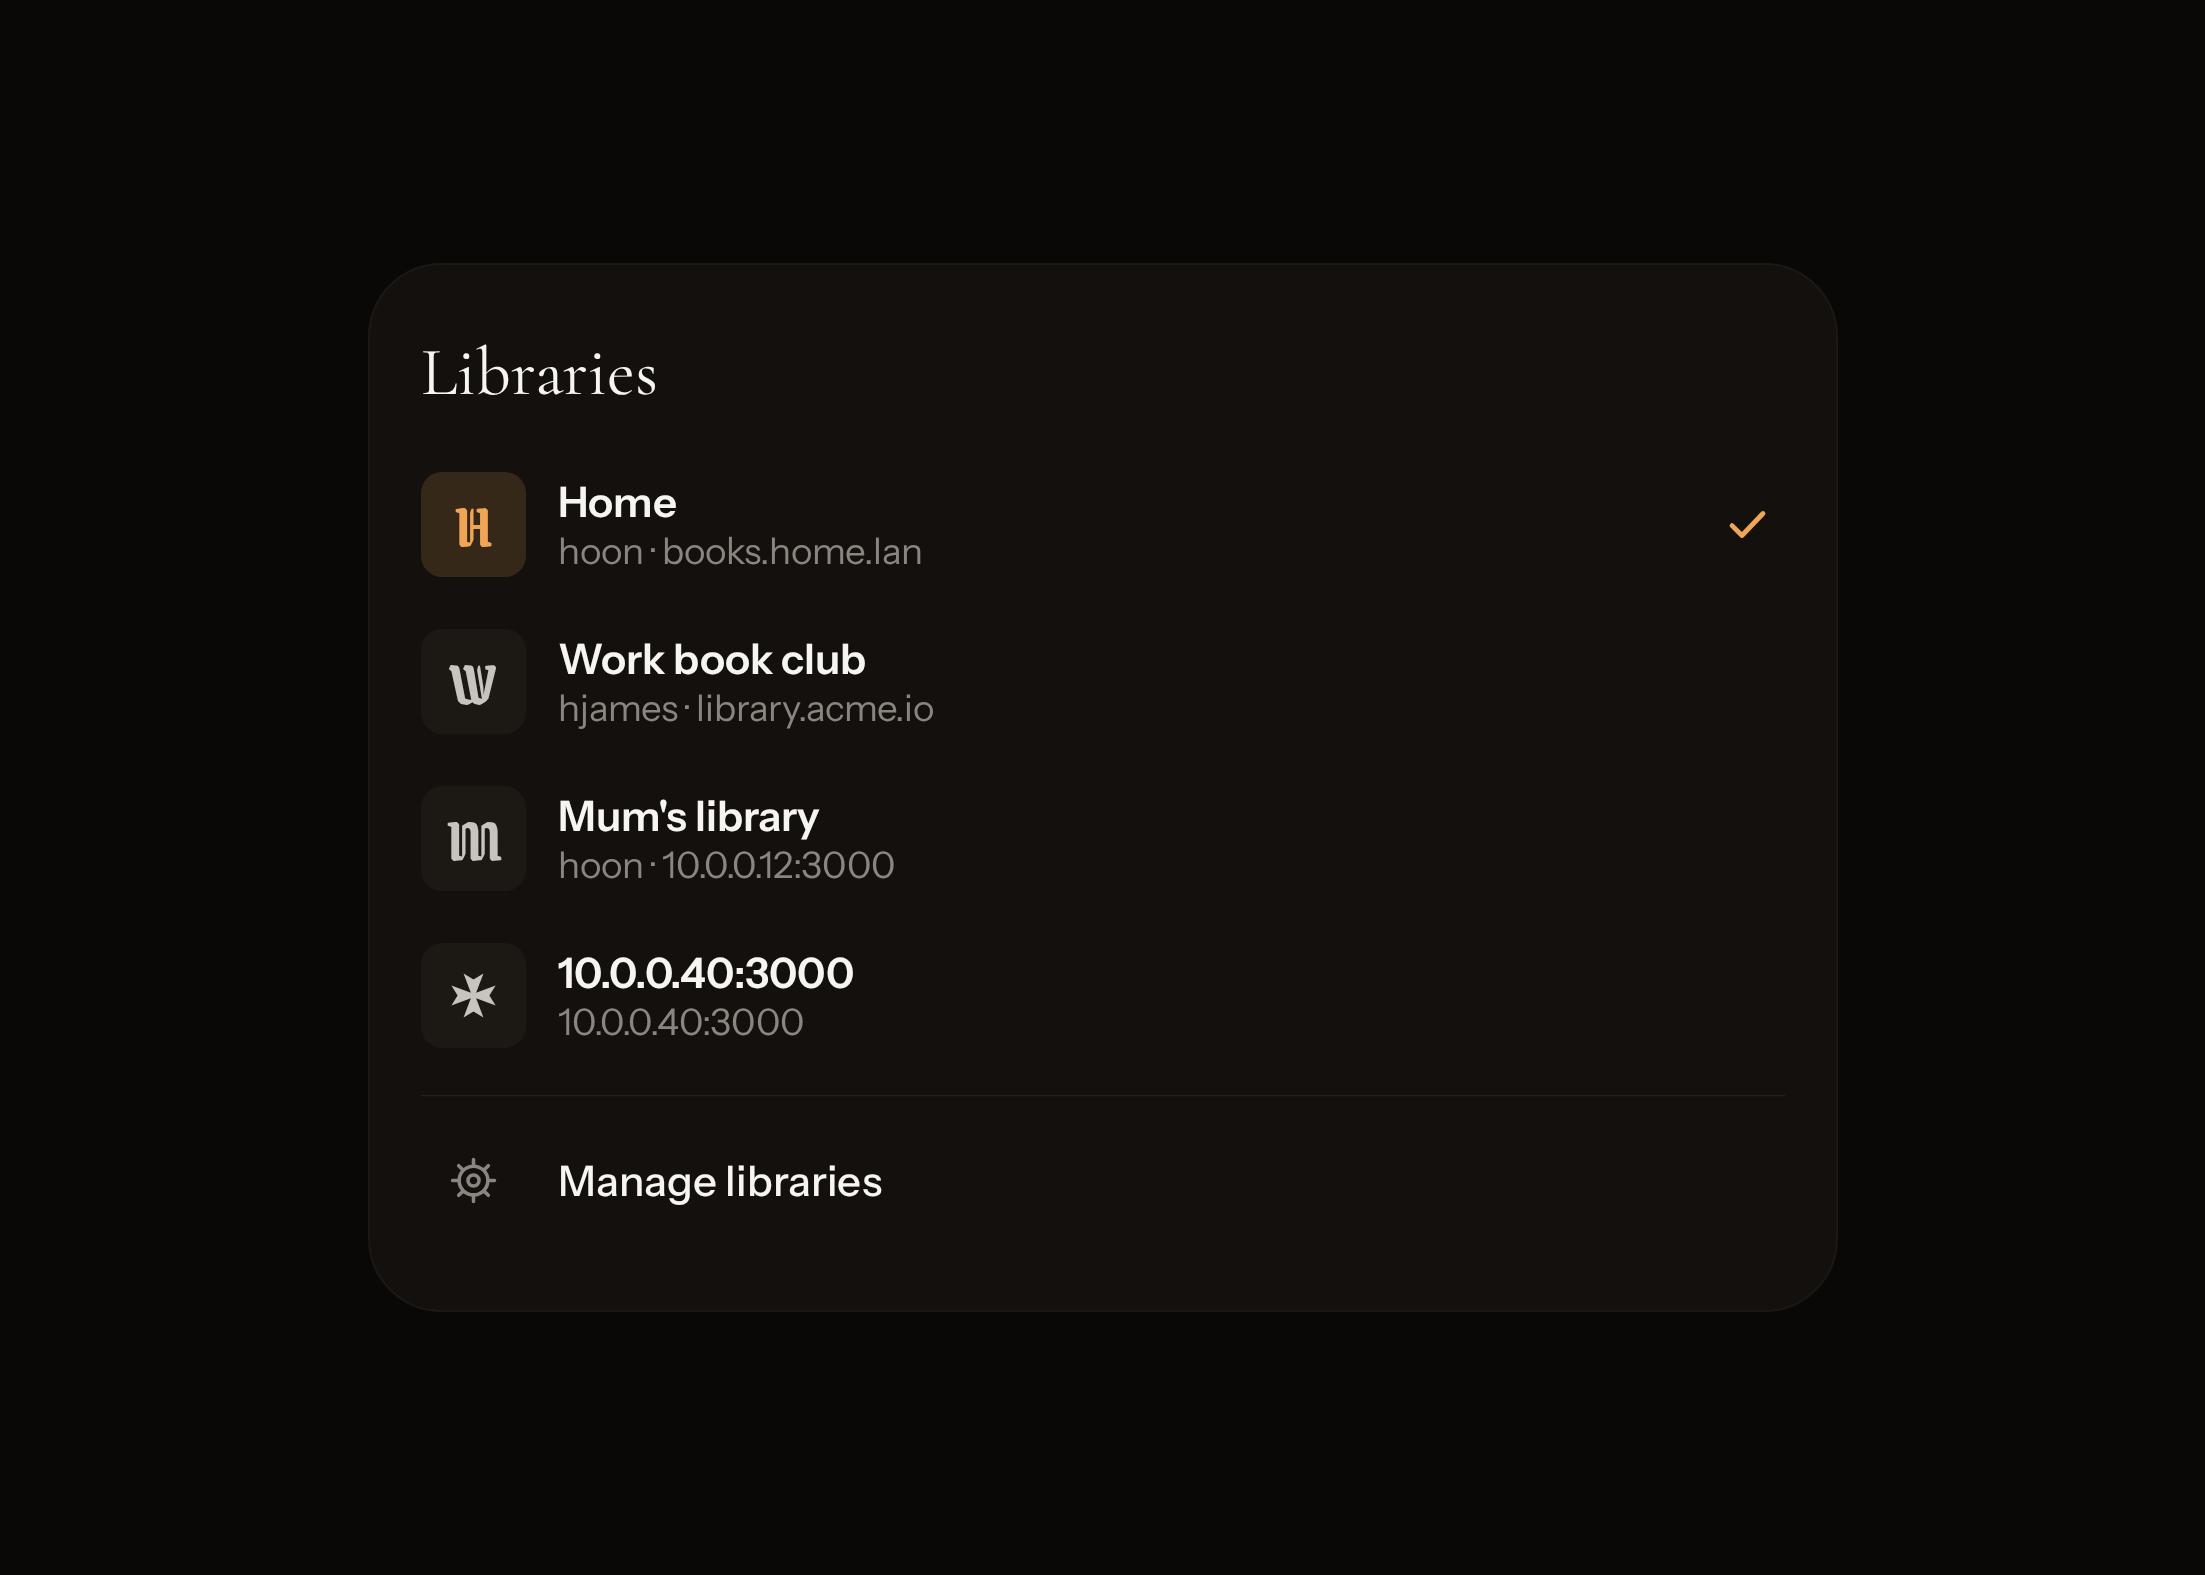 Libraries
H
Home
hoon · books.home.lan
W
Work book club
hjames · library.acme.io
M
Mum's library
hoon · 10.0.0.12:3000
10.0.0.40:3000
10.0.0.40:3000
Manage libraries